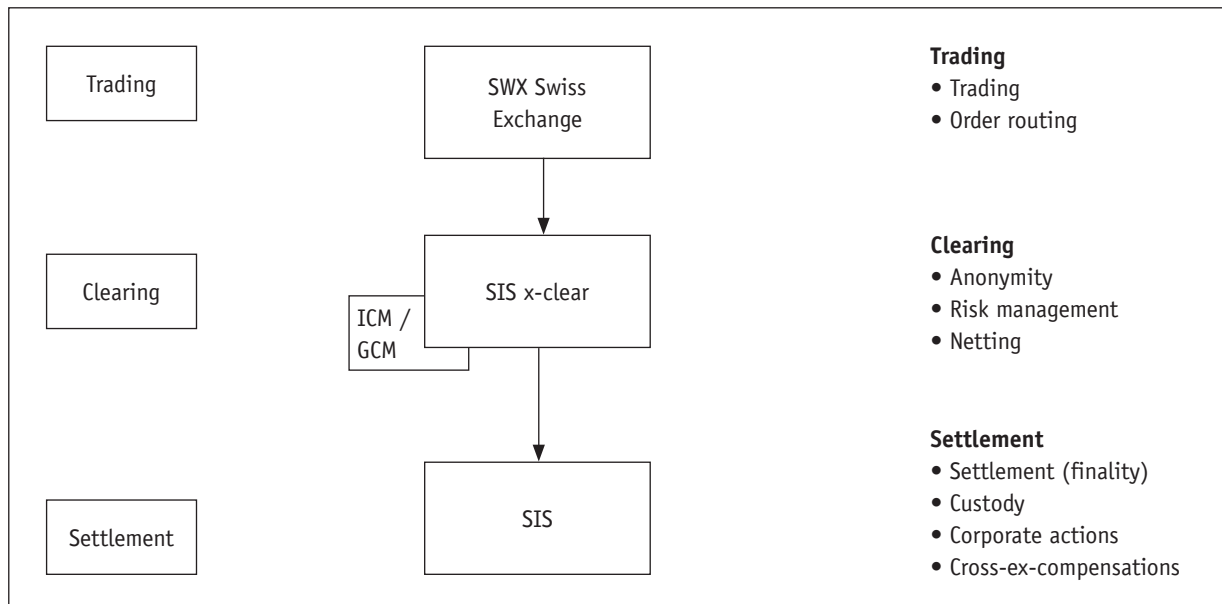 Trading
SWX Swiss
Exchange
Trading
• Trading
• Order routing
Clearing
SIS x-clear
ICM /
GCM
Clearing
• Anonymity
• Risk management
• Netting
Settlement
SIS
Settlement
• Settlement (finality)
• Custody
• Corporate actions
• Cross-ex-compensations